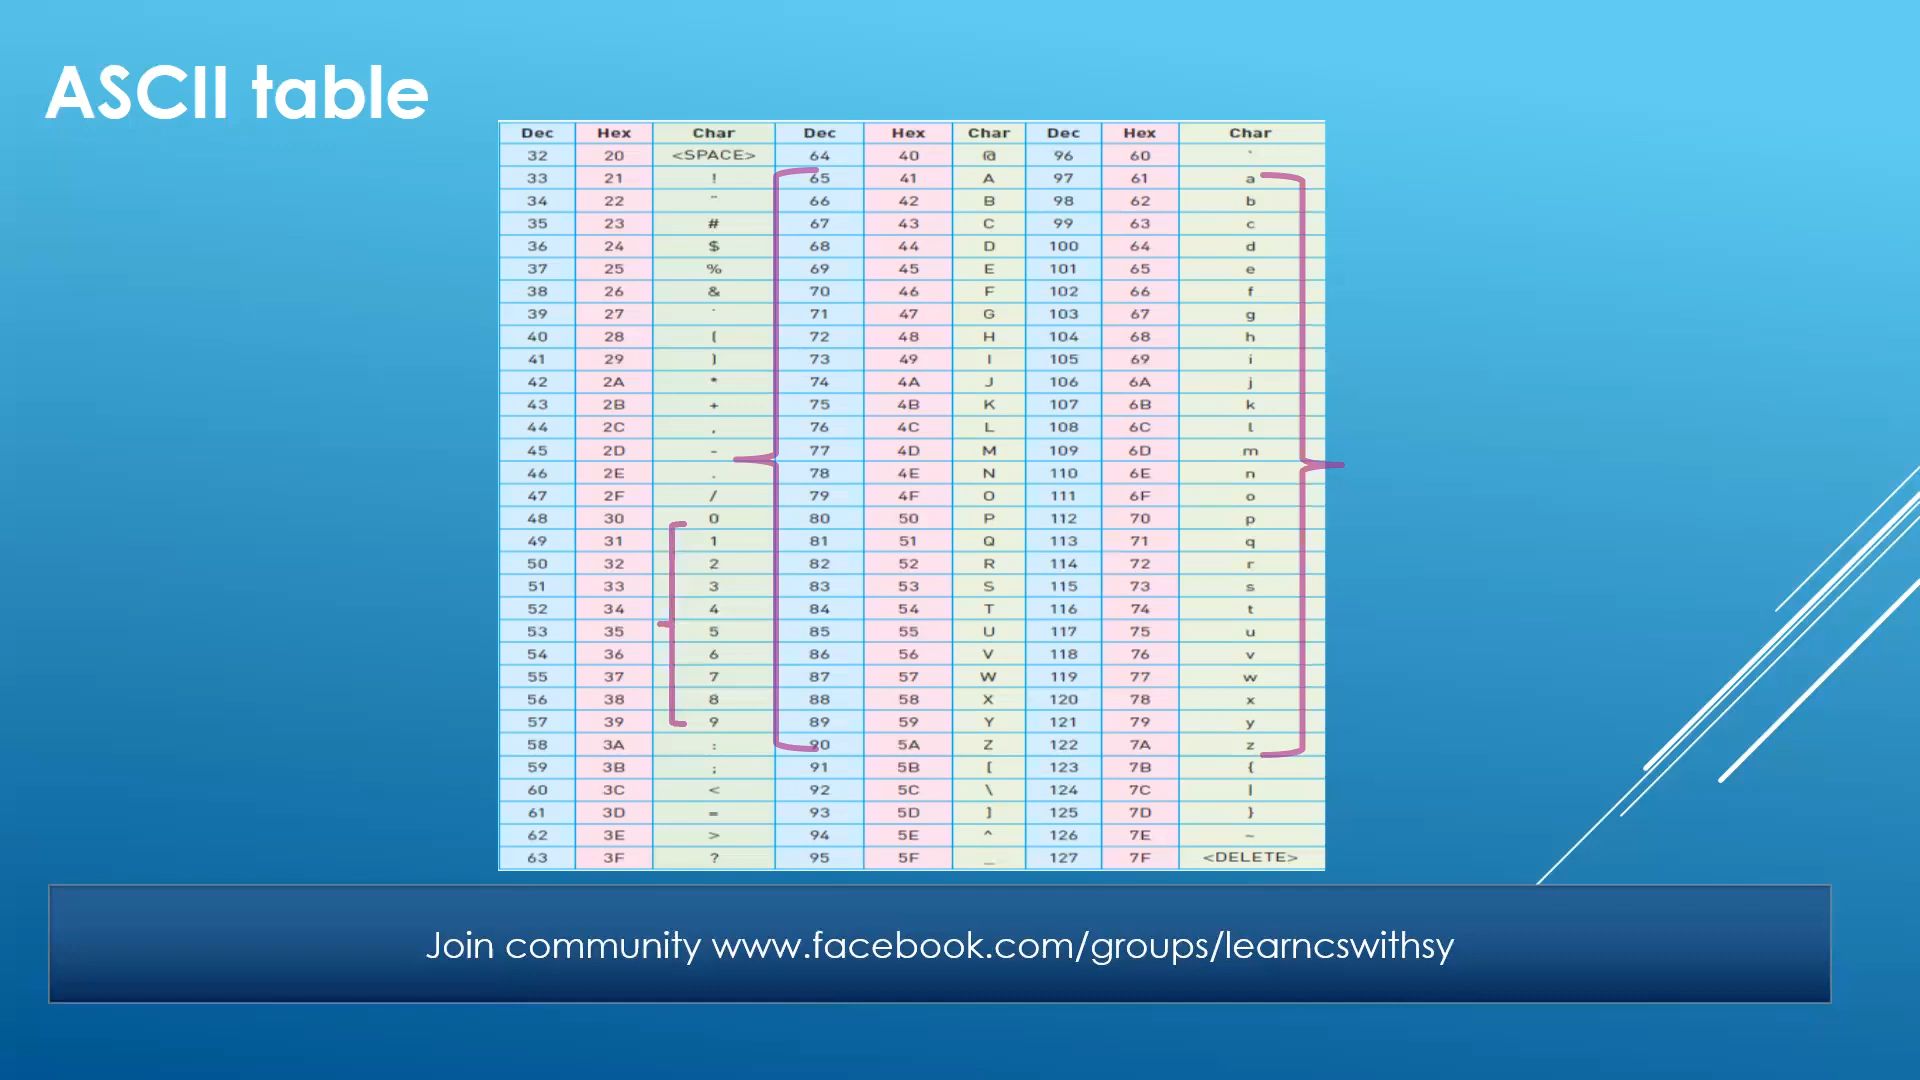 ASCII table
Dec Hex Char Dec Hex Char Dec Hex Char
32 20 <SPACE> 64 40 @ 96 60 `
33 21 ! 65 41 A 97 61 a
34 22 " 66 42 B 98 62 b
35 23 # 67 43 C 99 63 c
36 24 $ 68 44 D 100 64 d
37 25 % 69 45 E 101 65 e
38 26 & 70 46 F 102 66 f
39 27 ' 71 47 G 103 67 g
40 28 ( 72 48 H 104 68 h
41 29 ) 73 49 I 105 69 i
42 2A * 74 4A J 106 6A j
43 2B + 75 4B K 107 6B k
44 2C , 76 4C L 108 6C l
45 2D - 77 4D M 109 6D m
46 2E . 78 4E N 110 6E n
47 2F / 79 4F O 111 6F o
48 30 0 80 50 P 112 70 p
49 31 1 81 51 Q 113 71 q
50 32 2 82 52 R 114 72 r
51 33 3 83 53 S 115 73 s
52 34 4 84 54 T 116 74 t
53 35 5 85 55 U 117 75 u
54 36 6 86 56 V 118 76 v
55 37 7 87 57 W 119 77 w
56 38 8 88 58 X 120 78 x
57 39 9 89 59 Y 121 79 y
58 3A : 90 5A Z 122 7A z
59 3B ; 91 5B [ 123 7B {
60 3C < 92 5C \ 124 7C |
61 3D = 93 5D ] 125 7D }
62 3E > 94 5E ^ 126 7E ~
63 3F ? 95 5F _ 127 7F <DELETE>
Join community www.facebook.com/groups/learncswithsy